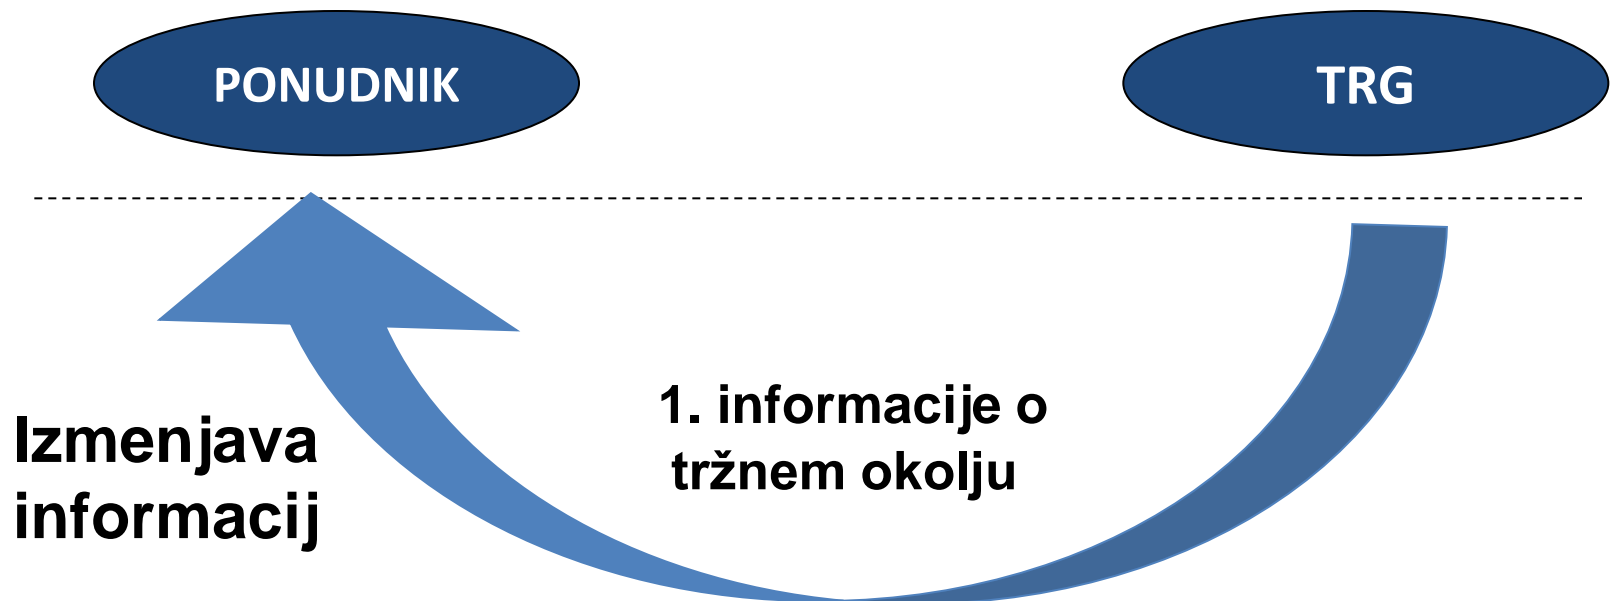 PONUDNIK
TRG
1. informacije o
tržnem okolju
Izmenjava
informacij